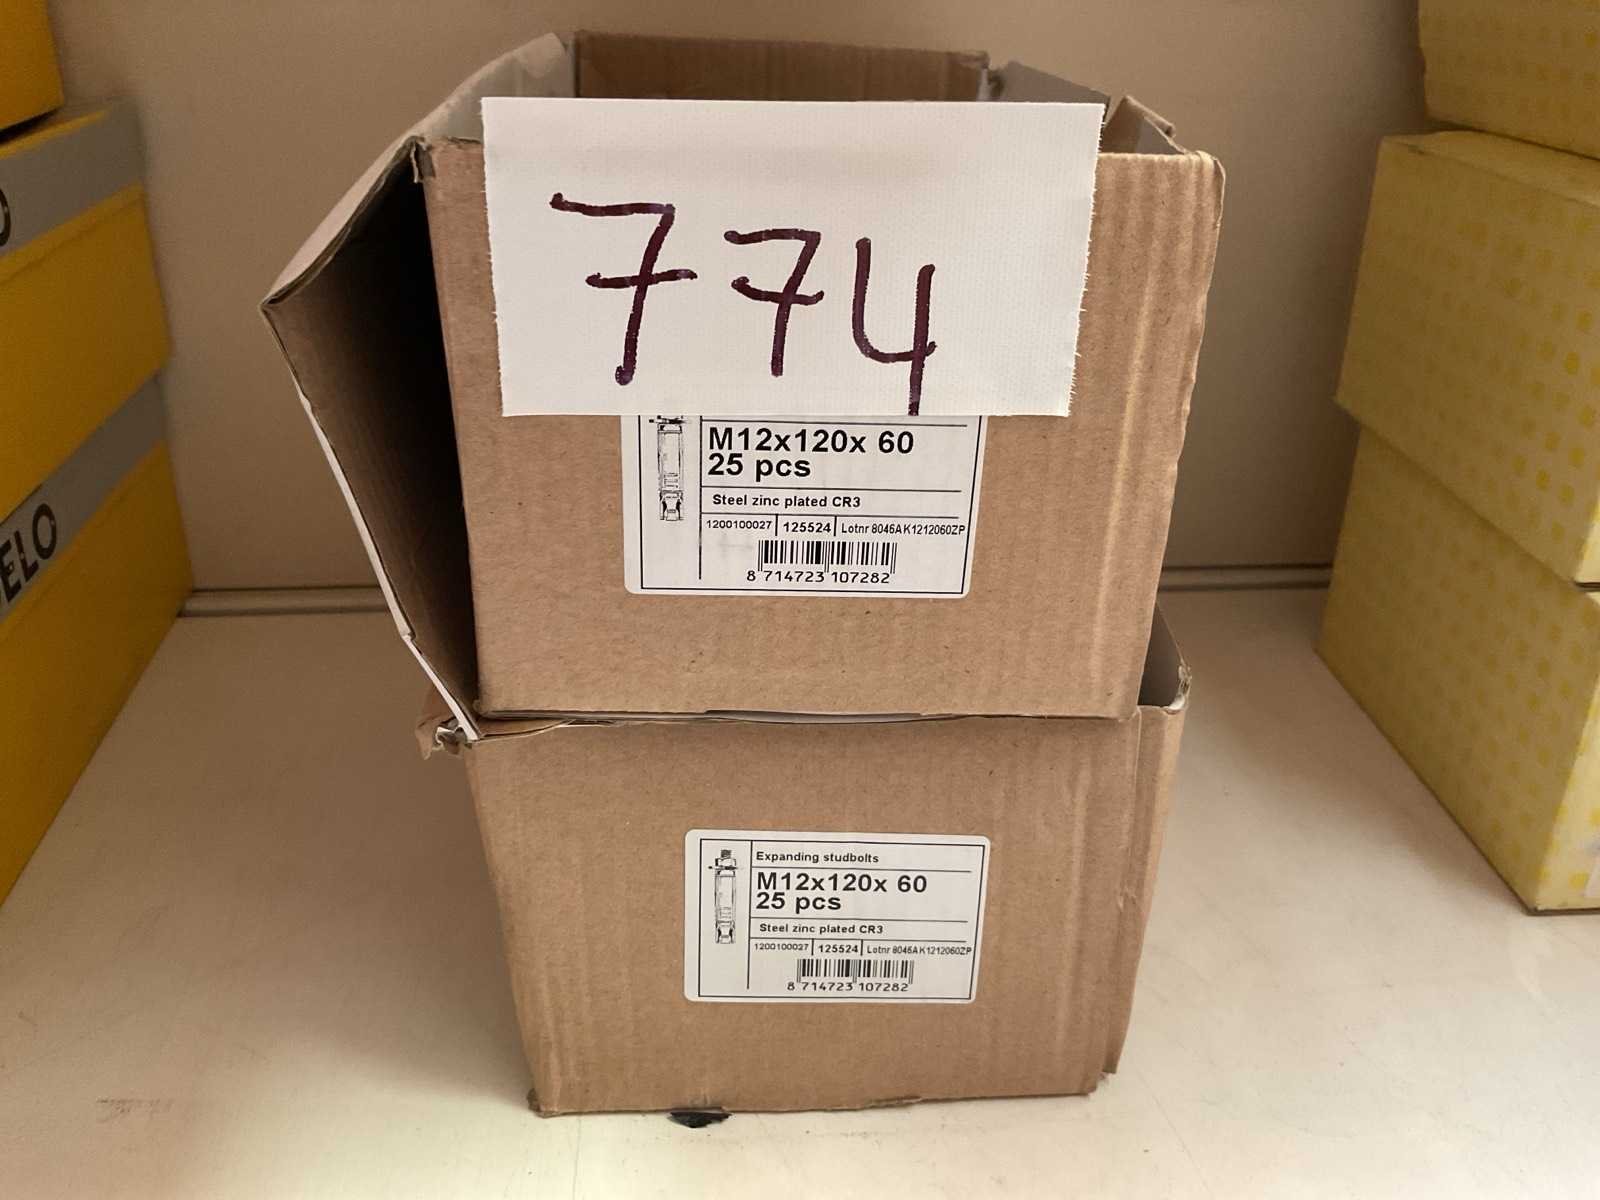 774
M12x120x 60
25 pcs
Steel zinc plated CR3
1200100027 125524 Lotnr 8046AK1212060ZP
8 714723 107282
Expanding studbolts
M12x120x 60
25 pcs
Steel zinc plated CR3
1200100027 125524 Lotnr 8046AK1212060ZP
8 714723 107282
ELO